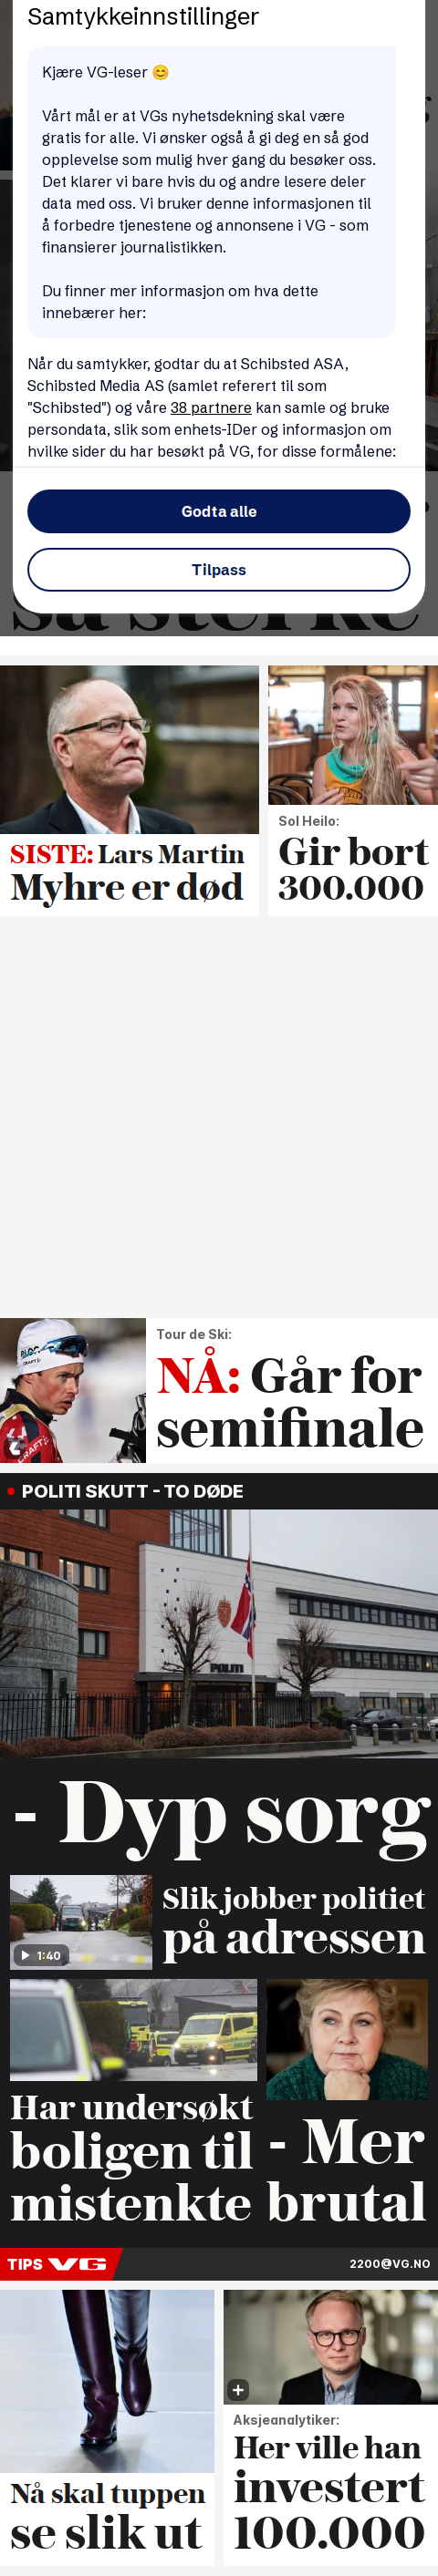 Samtykkeinnstillinger
Kjære VG-leser 😊
Vårt mål er at VGs nyhetsdekning skal være
gratis for alle. Vi ønsker også å gi deg en så god
opplevelse som mulig hver gang du besøker oss.
Det klarer vi bare hvis du og andre lesere deler
data med oss. Vi bruker denne informasjonen til
å forbedre tjenestene og annonsene i VG - som
finansierer journalistikken.
Du finner mer informasjon om hva dette
innebærer her:
Når du samtykker, godtar du at Schibsted ASA,
Schibsted Media AS (samlet referert til som
"Schibsted") og våre 38 partnere kan samle og bruke
persondata, slik som enhets-IDer og informasjon om
hvilke sider du har besøkt på VG, for disse formålene:
Godta alle
Tilpass
så sterke
SISTE: Lars Martin
Myhre er død
Sol Heilo:
Gir bort
300.000
Tour de Ski:
NÅ: Går for
semifinale
POLITI SKUTT - TO DØDE
POLITI
- Dyp sorg
1:40
Slik jobber politiet
på adressen
Har undersøkt
boligen til
mistenkte
- Mer
brutal
TIPS VG
2200@VG.NO
Nå skal tuppen
se slik ut
Aksjeanalytiker:
Her ville han
investert
100.000